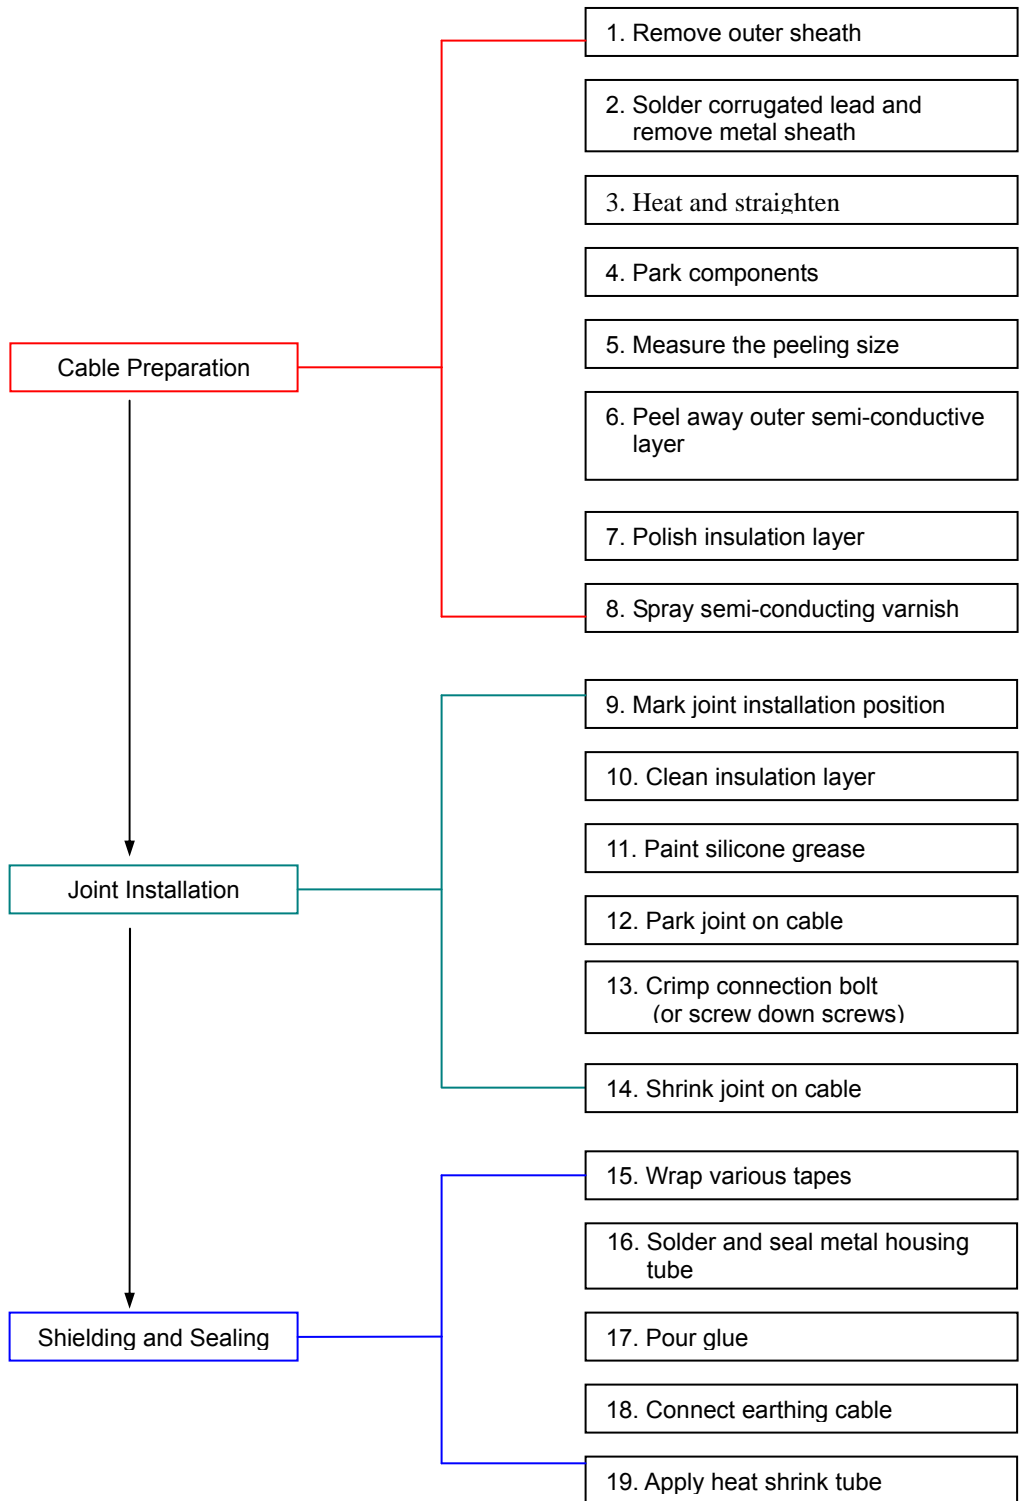 1. Remove outer sheath
2. Solder corrugated lead and
remove metal sheath
3. Heat and straighten
4. Park components
Cable Preparation
5. Measure the peeling size
6. Peel away outer semi-conductive
layer
7. Polish insulation layer
8. Spray semi-conducting varnish
9. Mark joint installation position
10. Clean insulation layer
11. Paint silicone grease
Joint Installation
12. Park joint on cable
13. Crimp connection bolt
(or screw down screws)
14. Shrink joint on cable
15. Wrap various tapes
16. Solder and seal metal housing
tube
Shielding and Sealing
17. Pour glue
18. Connect earthing cable
19. Apply heat shrink tube